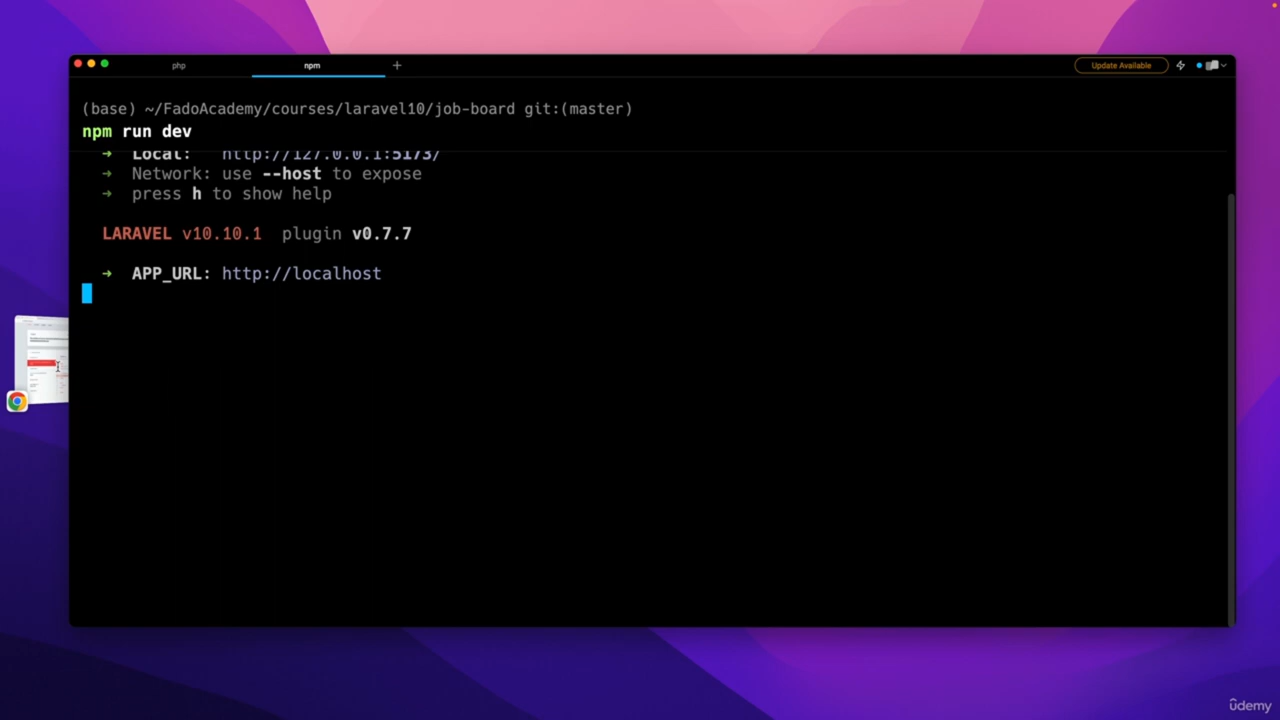 php
npm
Update Available
(base) ~/FadoAcademy/courses/laravel10/job-board git:(master)
npm run dev
➜ Local: http://127.0.0.1:5173/
➜ Network: use --host to expose
➜ press h to show help
LARAVEL v10.10.1 plugin v0.7.7
➜ APP_URL: http://localhost
ûdemy